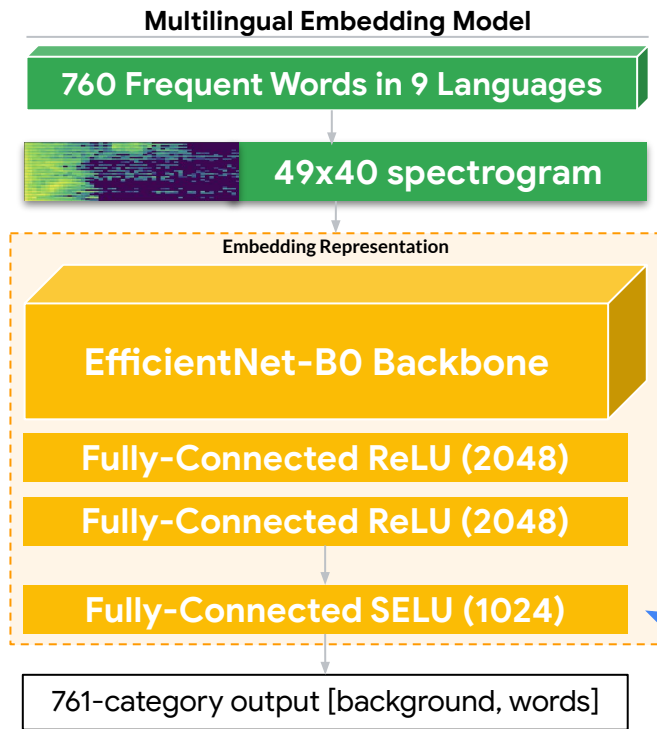 Multilingual Embedding Model
760 Frequent Words in 9 Languages
49x40 spectrogram
Embedding Representation
EfficientNet-B0 Backbone
Fully-Connected ReLU (2048)
Fully-Connected ReLU (2048)
Fully-Connected SELU (1024)
761-category output [background, words]